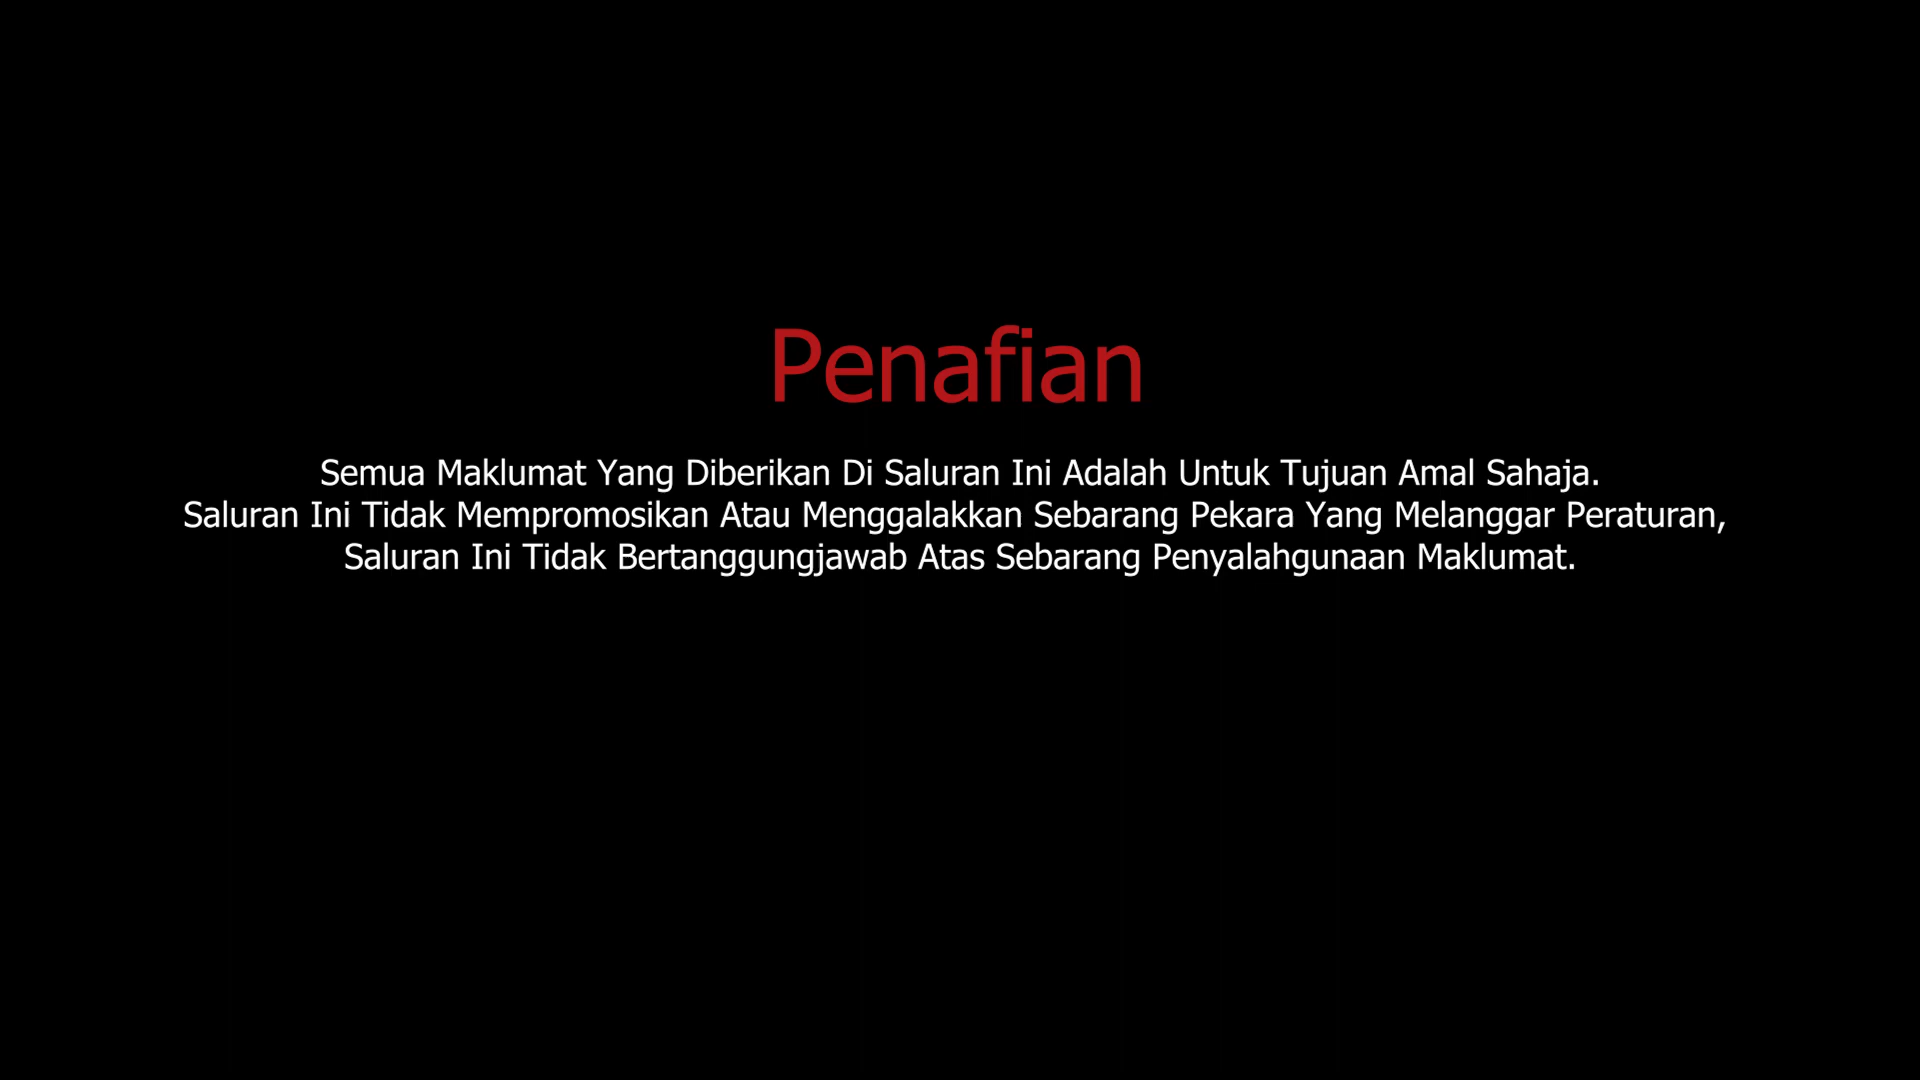 Penafian
Semua Maklumat Yang Diberikan Di Saluran Ini Adalah Untuk Tujuan Amal Sahaja.
Saluran Ini Tidak Mempromosikan Atau Menggalakkan Sebarang Pekara Yang Melanggar Peraturan,
Saluran Ini Tidak Bertanggungjawab Atas Sebarang Penyalahgunaan Maklumat.